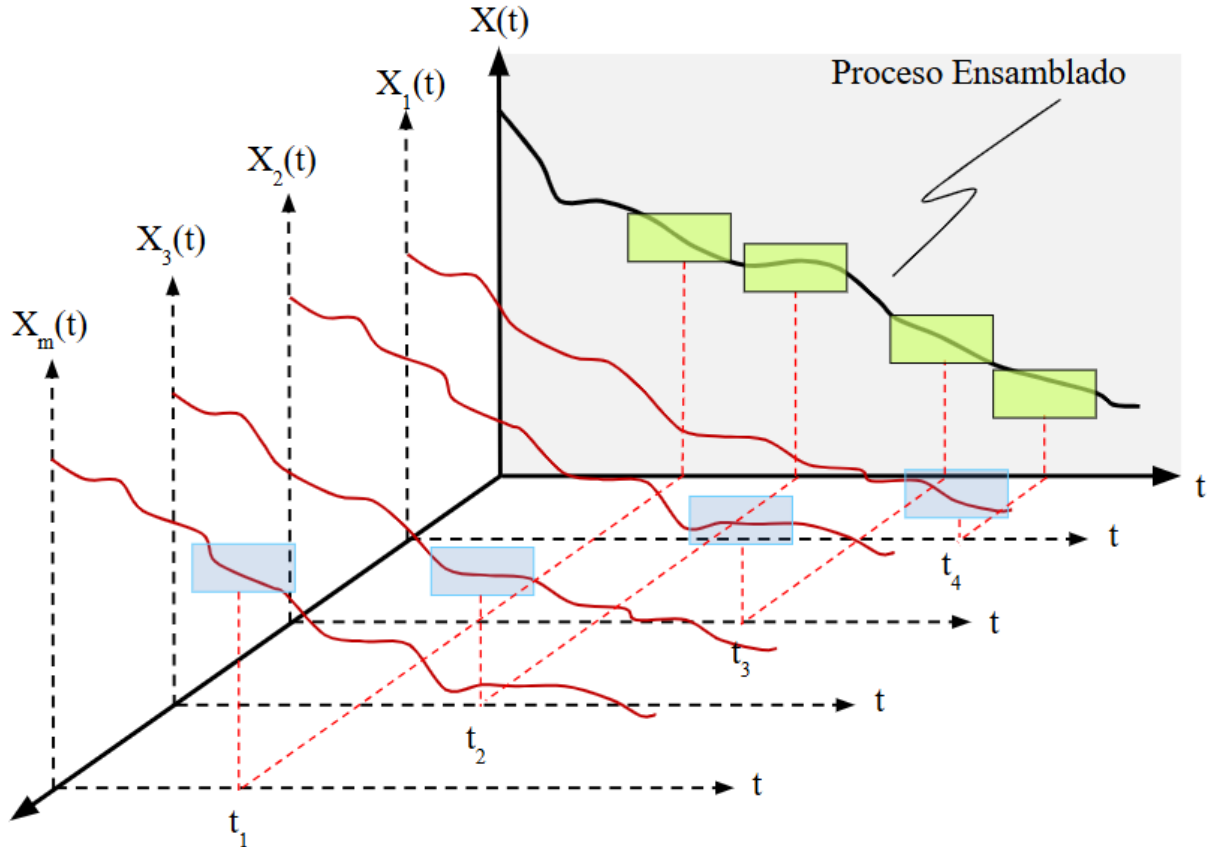 X(t)
Proceso Ensamblado
X₁(t)
X₂(t)
X₃(t)
Xₘ(t)
t
t
t₄
t
t₃
t
t₂
t
t₁